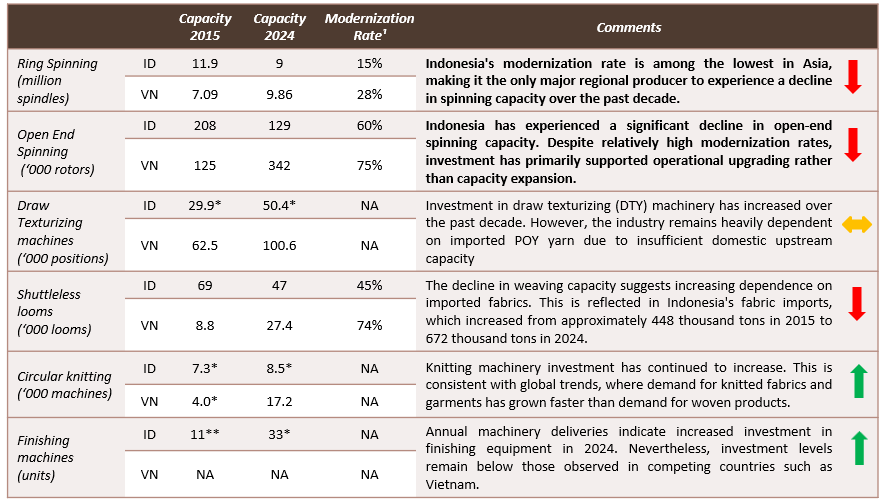 Capacity 2015 Capacity 2024 Modernization Rate¹ Comments
Ring Spinning (million spindles)
ID 11.9 9 15%
VN 7.09 9.86 28%
Indonesia's modernization rate is among the lowest in Asia,
making it the only major regional producer to experience a decline
in spinning capacity over the past decade.
Open End Spinning (‘000 rotors)
ID 208 129 60%
VN 125 342 75%
Indonesia has experienced a significant decline in open-end
spinning capacity. Despite relatively high modernization rates,
investment has primarily supported operational upgrading rather
than capacity expansion.
Draw Texturizing machines (‘000 positions)
ID 29.9* 50.4* NA
VN 62.5 100.6 NA
Investment in draw texturizing (DTY) machinery has increased over
the past decade. However, the industry remains heavily dependent
on imported POY yarn due to insufficient domestic upstream
capacity
Shuttleless looms (‘000 looms)
ID 69 47 45%
VN 8.8 27.4 74%
The decline in weaving capacity suggests increasing dependence on
imported fabrics. This is reflected in Indonesia's fabric imports,
which increased from approximately 448 thousand tons in 2015 to
672 thousand tons in 2024.
Circular knitting (‘000 machines)
ID 7.3* 8.5* NA
VN 4.0* 17.2 NA
Knitting machinery investment has continued to increase. This is
consistent with global trends, where demand for knitted fabrics and
garments has grown faster than demand for woven products.
Finishing machines (units)
ID 11** 33* NA
VN NA NA NA
Annual machinery deliveries indicate increased investment in
finishing equipment in 2024. Nevertheless, investment levels
remain below those observed in competing countries such as
Vietnam.